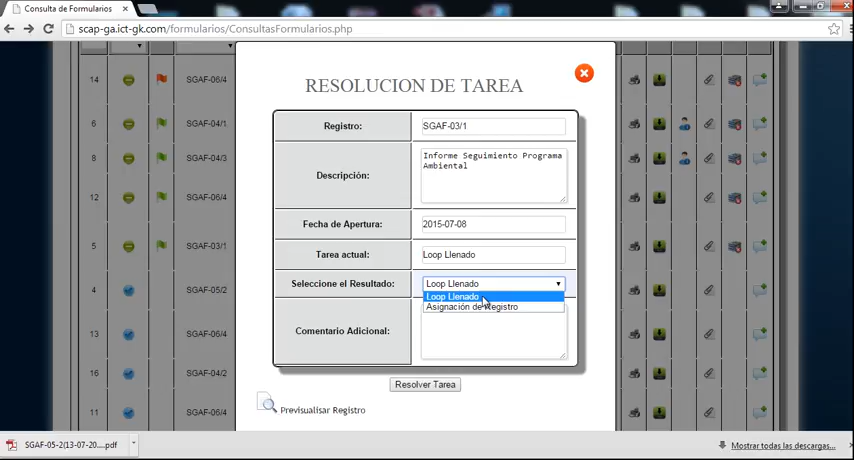 Consulta de Formularios
scap-ga.ict-gk.com/formularios/ConsultasFormularios.php
14 SGAF-06/4
6 SGAF-04/1
8 SGAF-04/3
12 SGAF-06/4
5 SGAF-03/1
4 SGAF-05/2
13 SGAF-06/4
16 SGAF-04/2
11 SGAF-06/4
RESOLUCION DE TAREA
Registro: SGAF-03/1
Descripción: Informe Seguimiento Programa
Ambiental
Fecha de Apertura: 2015-07-08
Tarea actual: Loop Llenado
Seleccione el Resultado: Loop Llenado
Loop Llenado
Asignación de Registro
Comentario Adicional:
Resolver Tarea
Previsualisar Registro
SGAF-05-2(13-07-20....pdf
Mostrar todas las descargas...